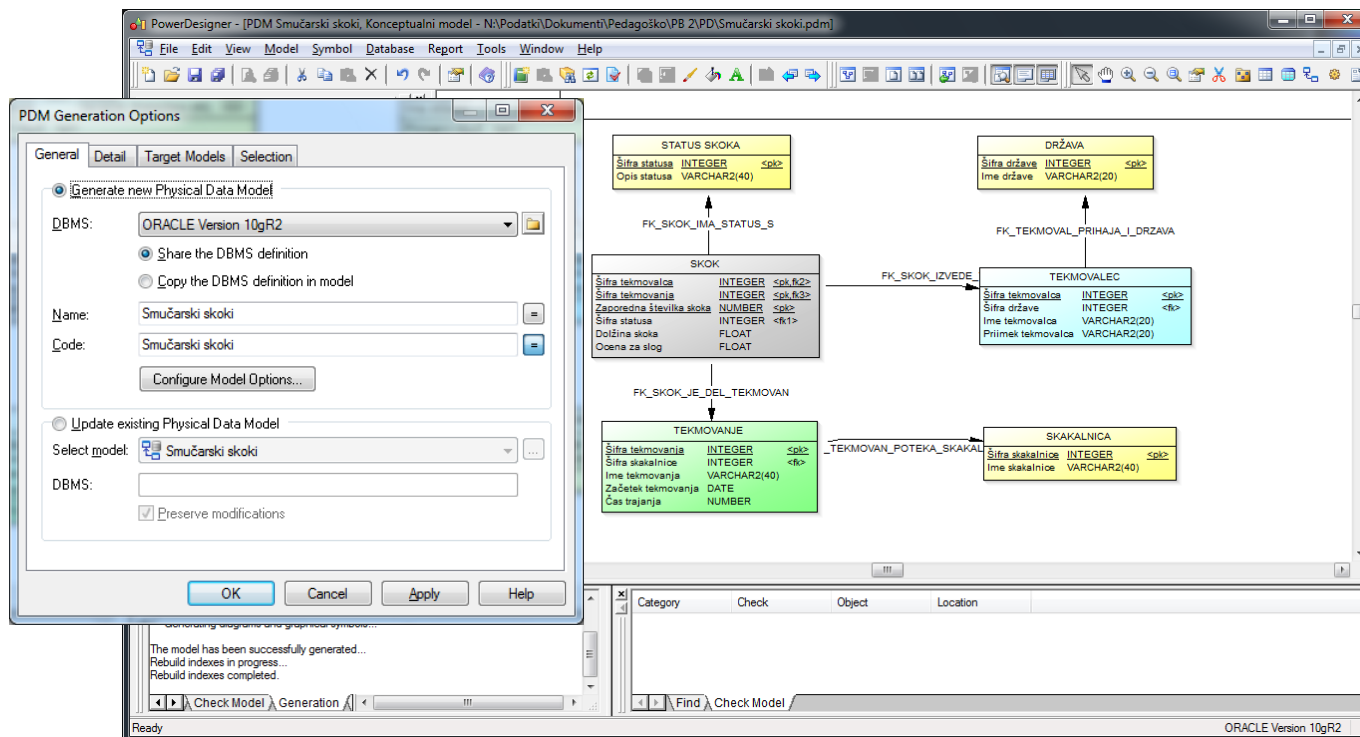 PowerDesigner - [PDM Smučarski skoki, Konceptualni model - N:\Podatki\Dokumenti\Pedagoško\PB 2\PD\Smučarski skoki.pdm]
File Edit View Model Symbol Database Report Tools Window Help
PDM Generation Options
General Detail Target Models Selection
Generate new Physical Data Model
DBMS: ORACLE Version 10gR2
Share the DBMS definition
Copy the DBMS definition in model
Name: Smučarski skoki =
Code: Smučarski skoki =
Configure Model Options...
Update existing Physical Data Model
Select model: Smučarski skoki ...
DBMS:
Preserve modifications
OK Cancel Apply Help
STATUS SKOKA
Šifra statusa INTEGER <pk>
Opis statusa VARCHAR2(40)
DRŽAVA
Šifra države INTEGER <pk>
Ime države VARCHAR2(20)
FK_SKOK_IMA_STATUS_S
FK_TEKMOVAL_PRIHAJA_I_DRZAVA
SKOK
Šifra tekmovalca INTEGER <pk,fk2>
Šifra tekmovanja INTEGER <pk,fk3>
Zaporedna številka skoka NUMBER <pk>
Šifra statusa INTEGER <fk1>
Dolžina skoka FLOAT
Ocena za slog FLOAT
FK_SKOK_IZVEDE_
TEKMOVALEC
Šifra tekmovalca INTEGER <pk>
Šifra države INTEGER <fk>
Ime tekmovalca VARCHAR2(20)
Priimek tekmovalca VARCHAR2(20)
FK_SKOK_JE_DEL_TEKMOVAN
TEKMOVANJE
Šifra tekmovanja INTEGER <pk>
Šifra skakalnice INTEGER <fk>
Ime tekmovanja VARCHAR2(40)
Začetek tekmovanja DATE
Čas trajanja NUMBER
_TEKMOVAN_POTEKA_SKAKAL
SKAKALNICA
Šifra skakalnice INTEGER <pk>
Ime skakalnice VARCHAR2(40)
Generating diagrams and graphical symbols...
The model has been successfully generated...
Rebuild indexes in progress...
Rebuild indexes completed.
Check Model Generation
Category Check Object Location
Find Check Model
Ready ORACLE Version 10gR2